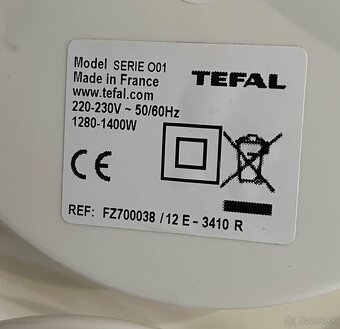 Model SERIE O01
TEFAL
Made in France
www.tefal.com
220-230V ~ 50/60Hz
1280-1400W
CE
REF: FZ700038 / 12 E - 3410 R